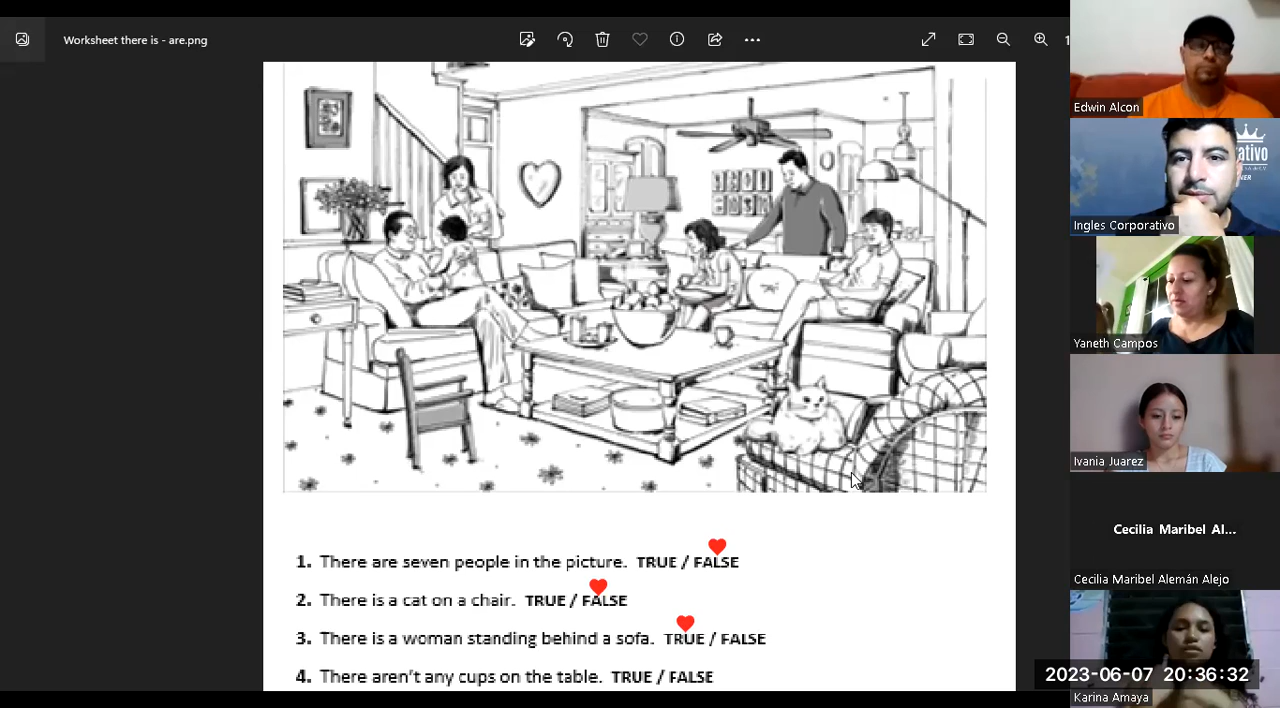 Worksheet there is - are.png
1
Edwin Alcon
ativo
NER
Ingles Corporativo
Yaneth Campos
Ivania Juarez
Cecilia Maribel Al...
Cecilia Maribel Alemán Alejo
2023-06-07 20:36:32
Karina Amaya
1. There are seven people in the picture. TRUE / FALSE
2. There is a cat on a chair. TRUE / FALSE
3. There is a woman standing behind a sofa. TRUE / FALSE
4. There aren't any cups on the table. TRUE / FALSE